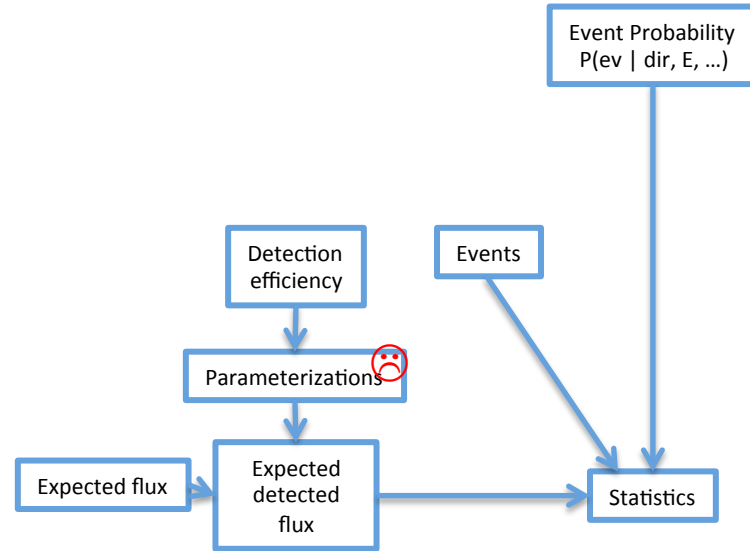 Event Probability
P(ev | dir, E, …)
Detection
efficiency
Events
Parameterizations
Expected flux
Expected
detected
flux
Statistics